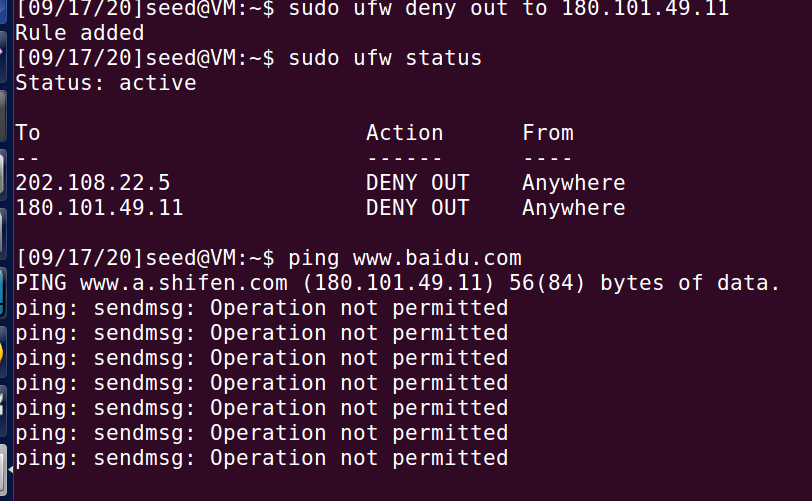 [09/17/20]seed@VM:~$ sudo ufw deny out to 180.101.49.11
Rule added
[09/17/20]seed@VM:~$ sudo ufw status
Status: active
To                         Action      From
--                         ------      ----
202.108.22.5               DENY OUT    Anywhere
180.101.49.11              DENY OUT    Anywhere
[09/17/20]seed@VM:~$ ping www.baidu.com
PING www.a.shifen.com (180.101.49.11) 56(84) bytes of data.
ping: sendmsg: Operation not permitted
ping: sendmsg: Operation not permitted
ping: sendmsg: Operation not permitted
ping: sendmsg: Operation not permitted
ping: sendmsg: Operation not permitted
ping: sendmsg: Operation not permitted
ping: sendmsg: Operation not permitted